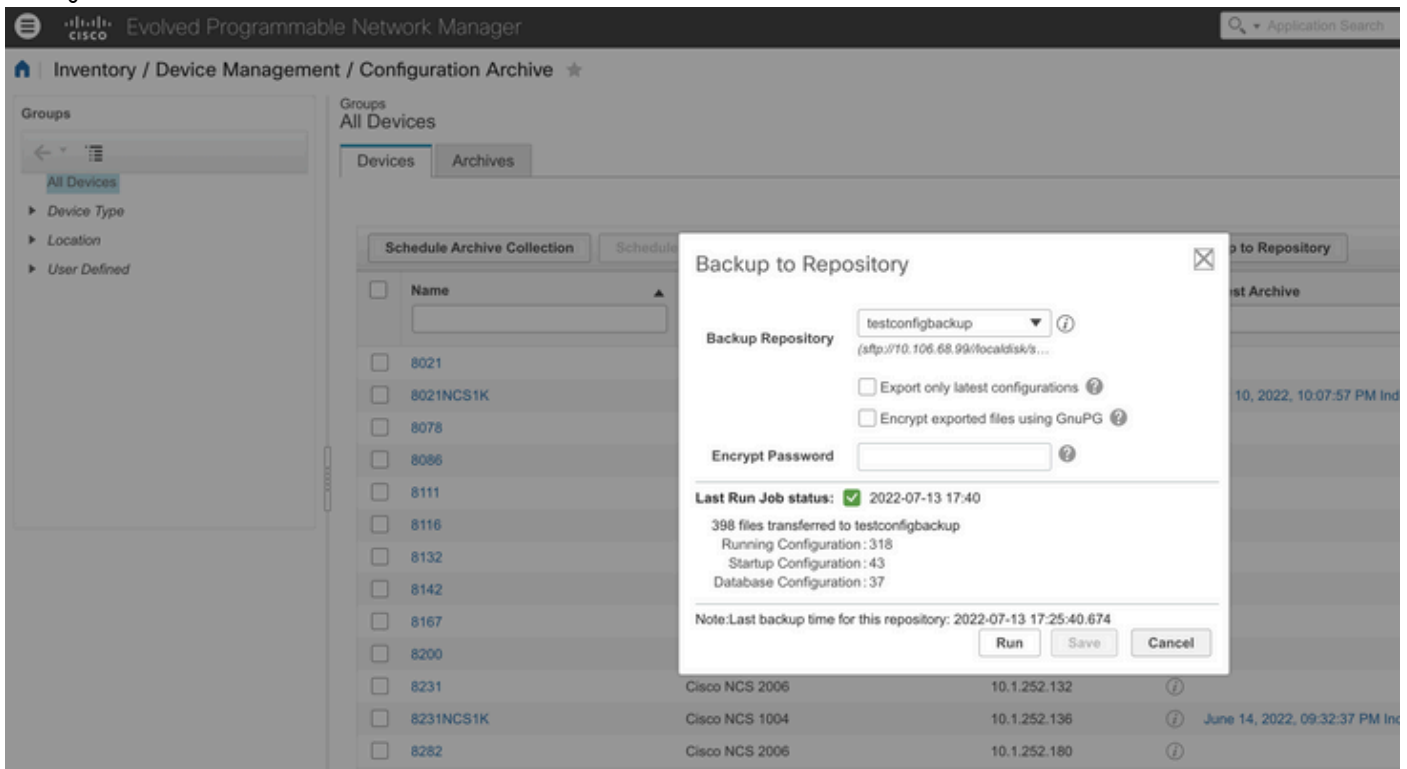 cisco Evolved Programmable Network Manager
Application Search
Inventory / Device Management / Configuration Archive
Groups
All Devices
Device Type
Location
User Defined
Groups
All Devices
Devices Archives
Schedule Archive Collection Schedule to Repository
Name Archive
8021
8021NCS1K 10, 2022, 10:07:57 PM
8078
8086
8111
8116
8132
8142
8167
8200
8231 Cisco NCS 2006 10.1.252.132
8231NCS1K Cisco NCS 1004 10.1.252.136 June 14, 2022, 09:32:37 PM
8282 Cisco NCS 2006 10.1.252.180
Backup to Repository
Backup Repository testconfigbackup
(sftp://10.106.68.99//localdisk/s...
Export only latest configurations
Encrypt exported files using GnuPG
Encrypt Password
Last Run Job status: 2022-07-13 17:40
398 files transferred to testconfigbackup
Running Configuration : 318
Startup Configuration : 43
Database Configuration : 37
Note:Last backup time for this repository: 2022-07-13 17:25:40.674
Run Save Cancel